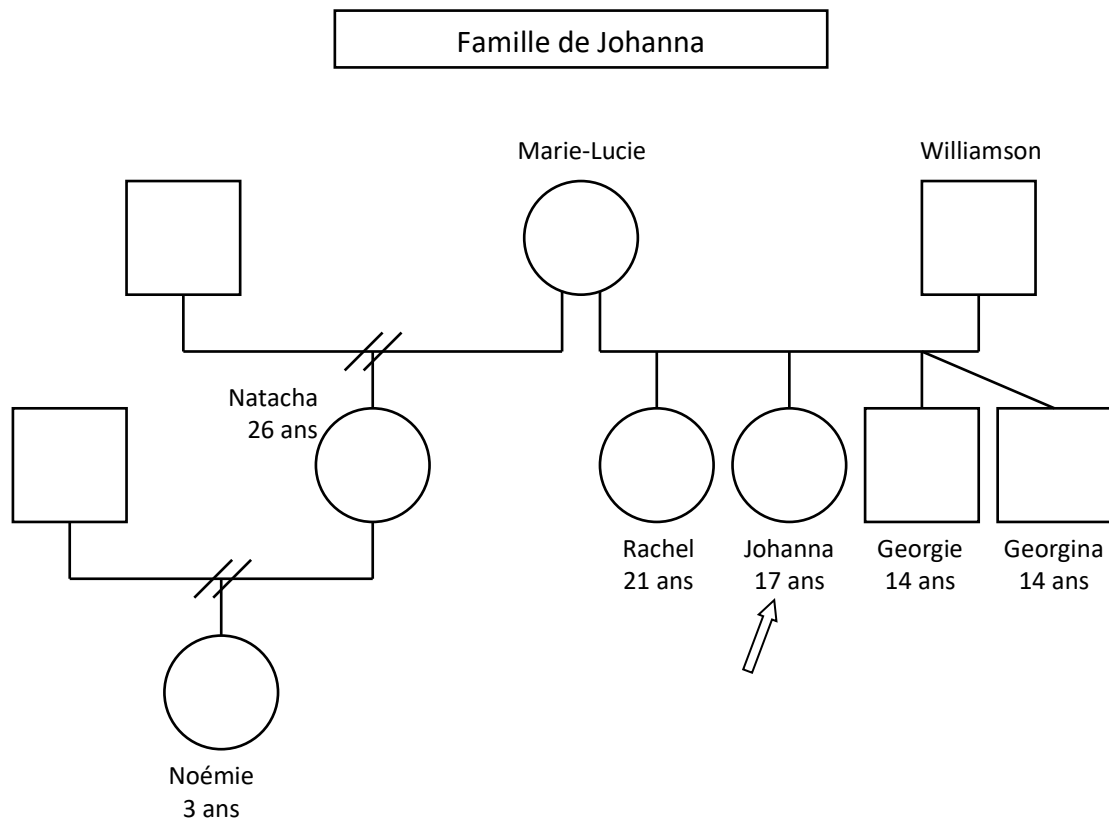 Famille de Johanna
Marie-Lucie
Williamson
Natacha
26 ans
Rachel
21 ans
Johanna
17 ans
Georgie
14 ans
Georgina
14 ans
Noémie
3 ans